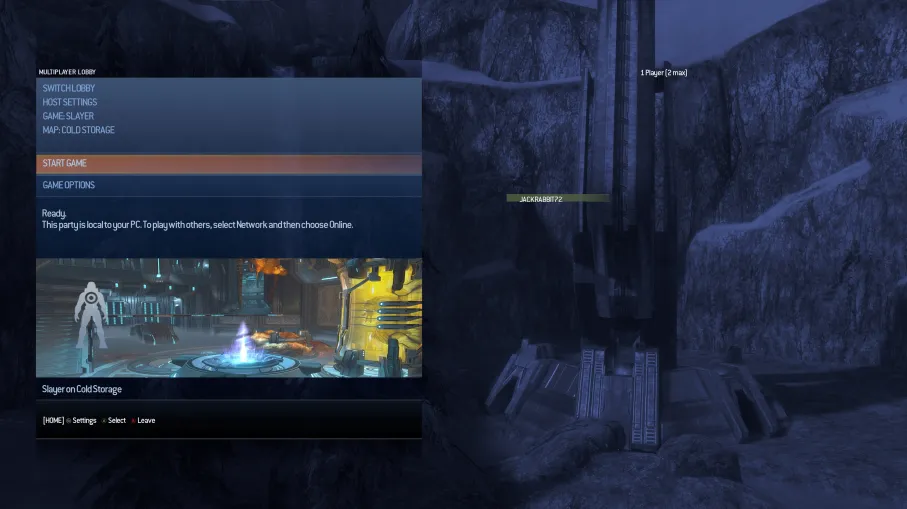 MULTIPLAYER LOBBY
1 Player (2 max)
SWITCH LOBBY
HOST SETTINGS
GAME: SLAYER
MAP: COLD STORAGE
START GAME
GAME OPTIONS
JACKRABBIT72
Ready.
This party is local to your PC. To play with others, select Network and then choose Online.
Slayer on Cold Storage
[HOME] Settings Select Leave